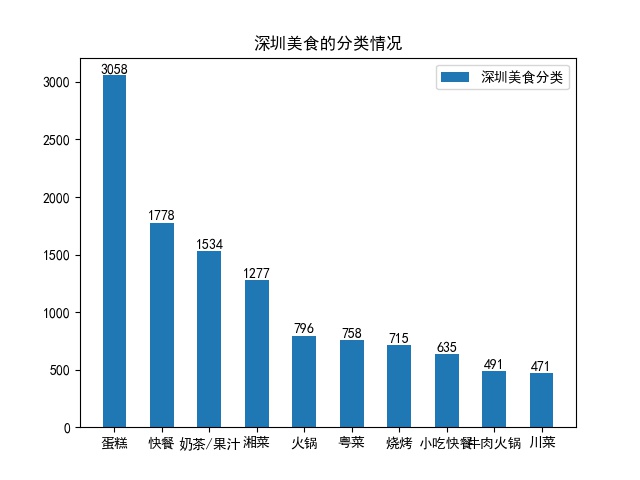 深圳美食的分类情况
深圳美食分类
3000
2500
2000
1500
1000
500
0
3058
1778
1534
1277
796
758
715
635
491
471
蛋糕
快餐
奶茶/果汁
湘菜
火锅
粤菜
烧烤
小吃快餐
牛肉火锅
川菜